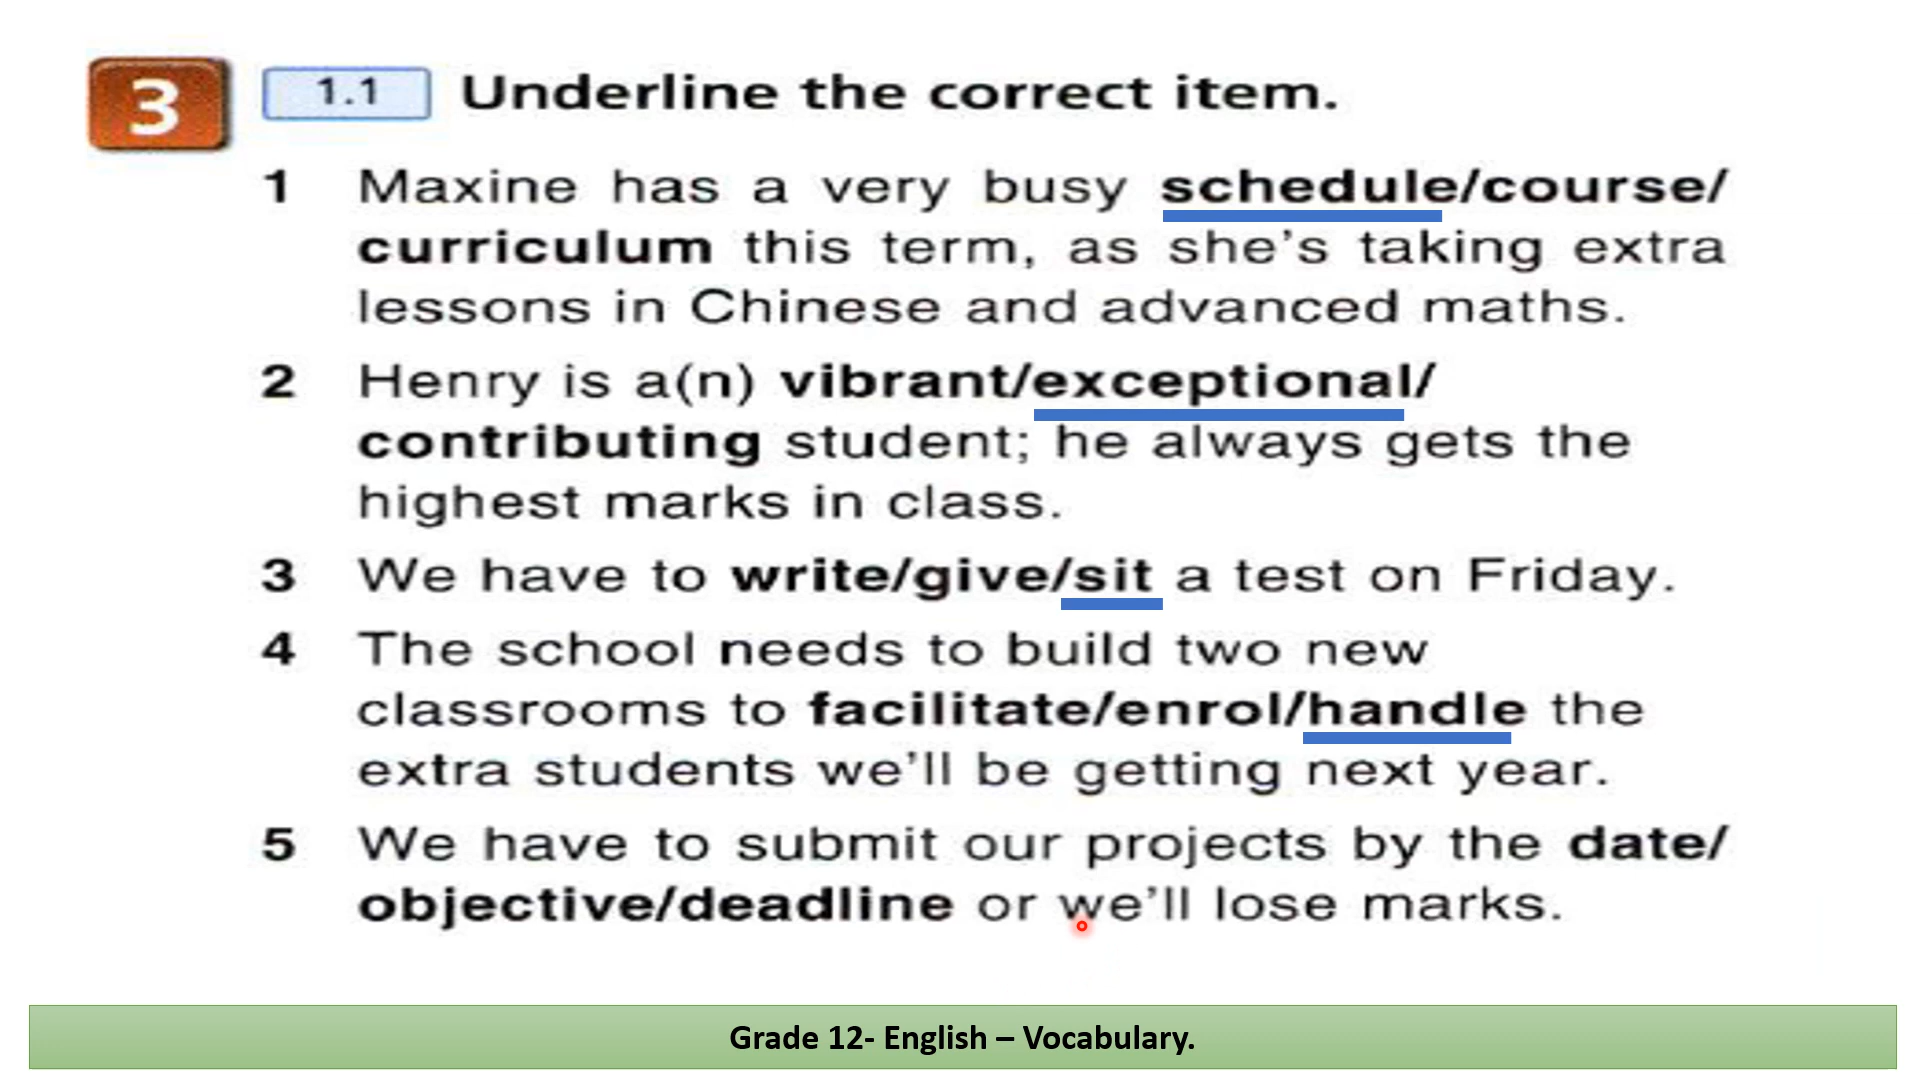 3 1.1 Underline the correct item.
1 Maxine has a very busy schedule/course/
curriculum this term, as she’s taking extra
lessons in Chinese and advanced maths.
2 Henry is a(n) vibrant/exceptional/
contributing student; he always gets the
highest marks in class.
3 We have to write/give/sit a test on Friday.
4 The school needs to build two new
classrooms to facilitate/enrol/handle the
extra students we’ll be getting next year.
5 We have to submit our projects by the date/
objective/deadline or we’ll lose marks.
Grade 12- English – Vocabulary.